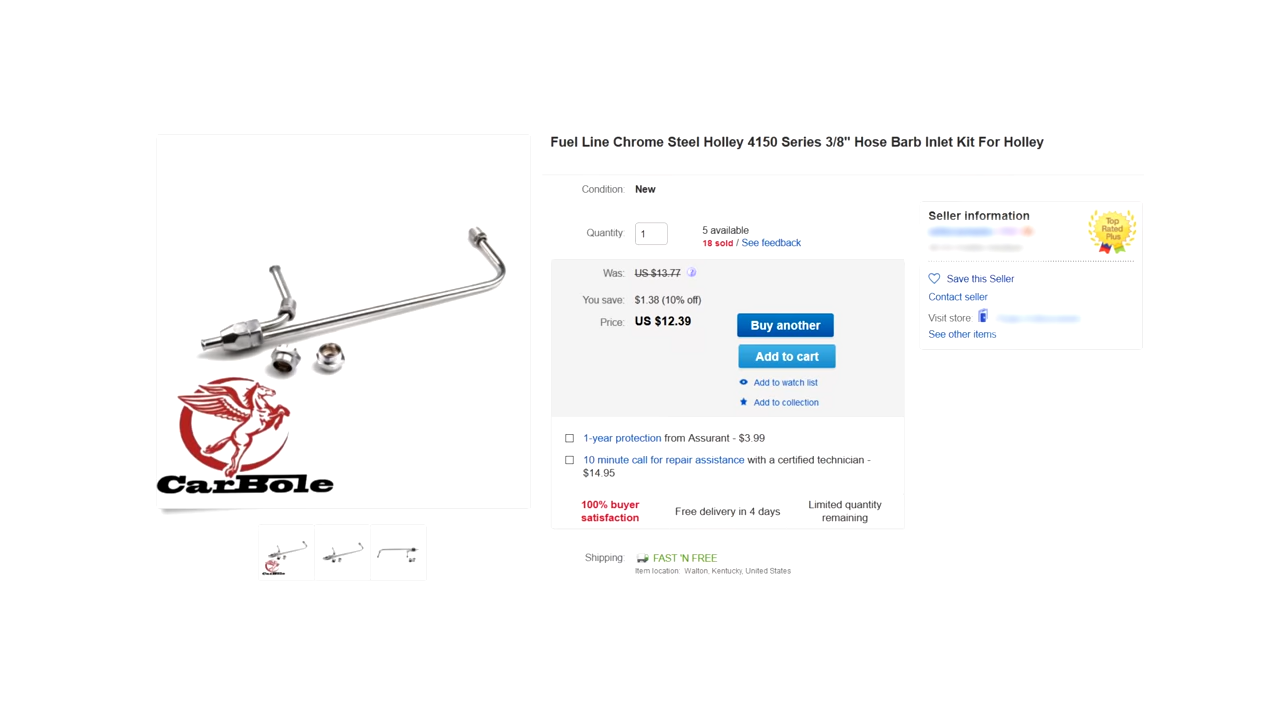 Fuel Line Chrome Steel Holley 4150 Series 3/8'' Hose Barb Inlet Kit For Holley
Condition: New
Quantity: 1
5 available
18 sold / See feedback
Was: US $13.77
You save: $1.38 (10% off)
Price: US $12.39
Buy another
Add to cart
Add to watch list
Add to collection
1-year protection from Assurant - $3.99
10 minute call for repair assistance with a certified technician -
$14.95
100% buyer
satisfaction
Free delivery in 4 days
Limited quantity
remaining
Shipping: FAST 'N FREE
Item location: Walton, Kentucky, United States
Seller information
Top
Rated
Plus
Save this Seller
Contact seller
Visit store:
See other items
CarBole
CarBole